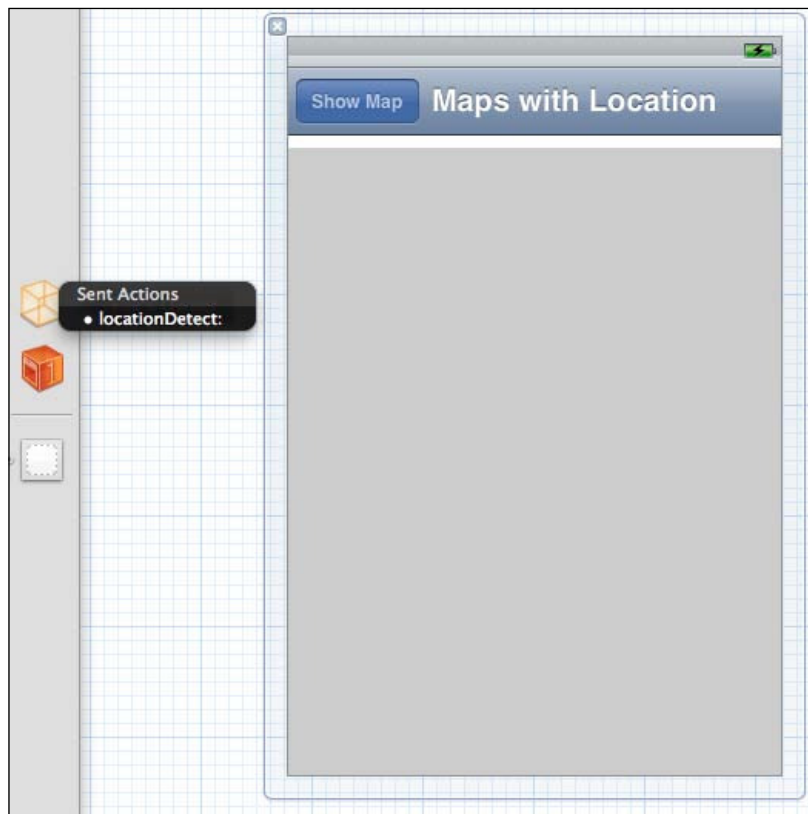 Show Map
Maps with Location
Sent Actions
• locationDetect: